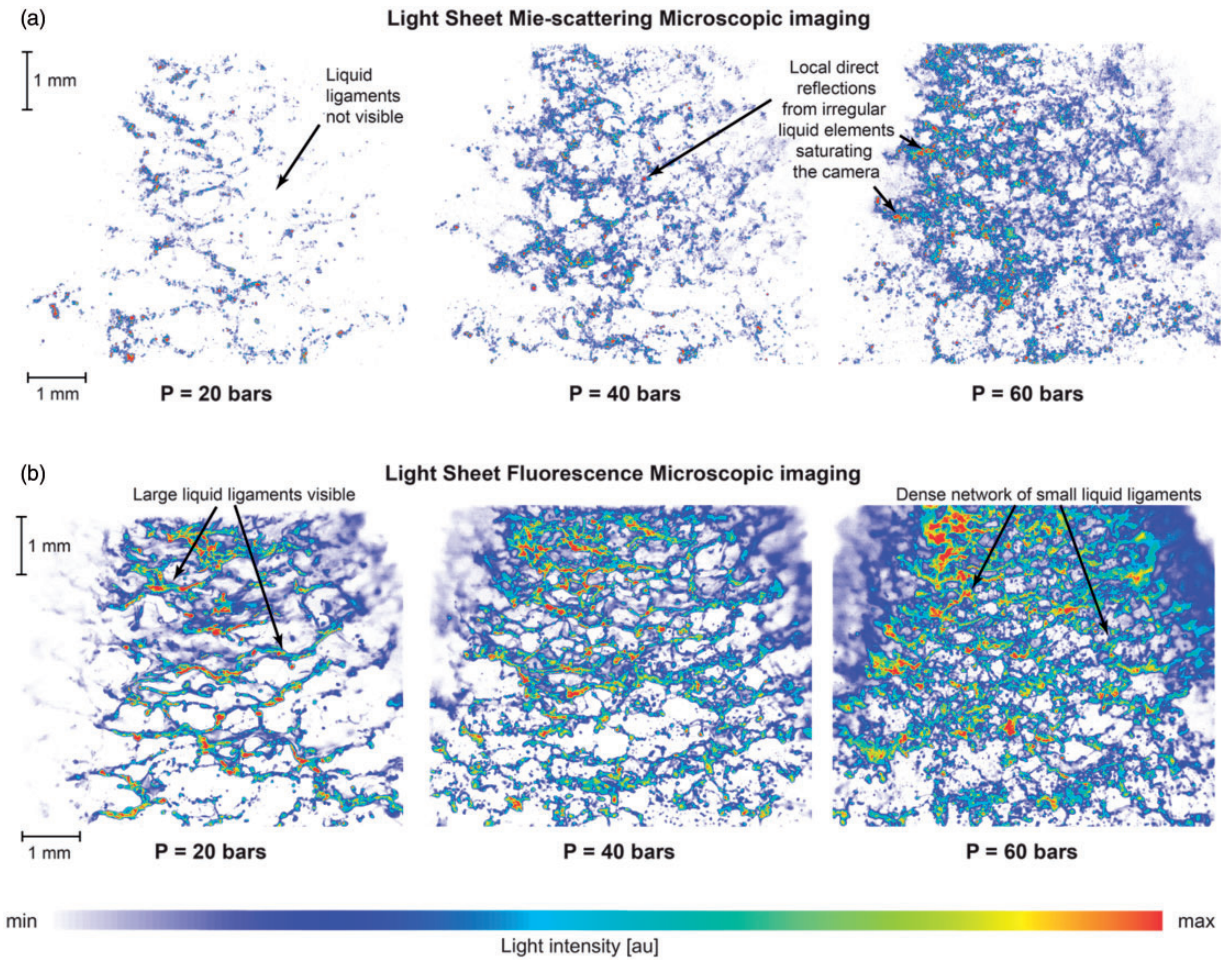 (a)
Light Sheet Mie-scattering Microscopic imaging
1 mm
Liquid
ligaments
not visible
Local direct
reflections
from irregular
liquid elements
saturating
the camera
1 mm
P = 20 bars
P = 40 bars
P = 60 bars
(b)
Light Sheet Fluorescence Microscopic imaging
Large liquid ligaments visible
Dense network of small liquid ligaments
1 mm
1 mm
P = 20 bars
P = 40 bars
P = 60 bars
min
max
Light intensity [au]